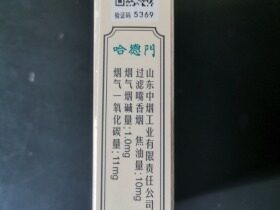 验证码 5369
哈德門
山东中烟工业有限责任公司
过滤嘴香烟 焦油量:10mg
烟气烟碱量:1.0mg
烟气一氧化碳量:11mg